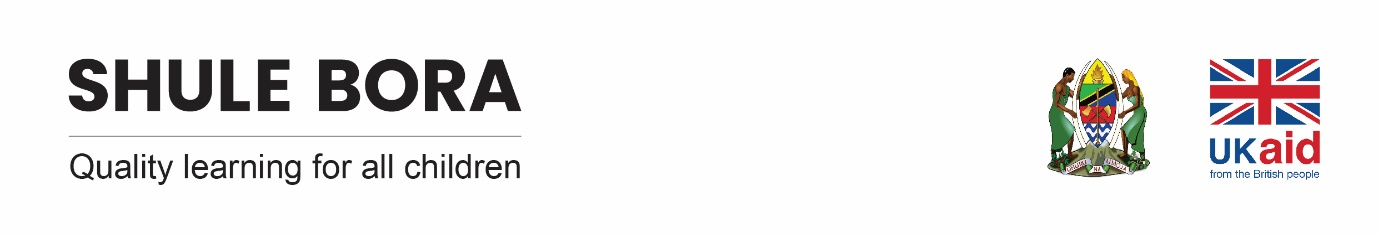 SHULE BORA
Quality learning for all children
UKaid
from the British people